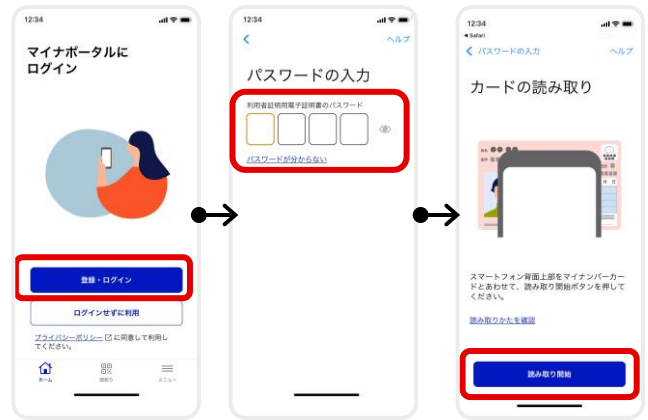 12:34
マイナポータルに
ログイン
登録・ログイン
ログインせずに利用
プライバシーポリシー に同意して利用し
てください。
ホーム
メニュー
12:34
ヘルプ
パスワードの入力
利用者証明用電子証明書のパスワード
パスワードが分からない
12:34
Safari
パスワードの入力
ヘルプ
カードの読み取り
スマートフォン背面上部をマイナンバーカー
ドとあわせて、読み取り開始ボタンを押して
ください。
読み取りかたを確認
読み取り開始